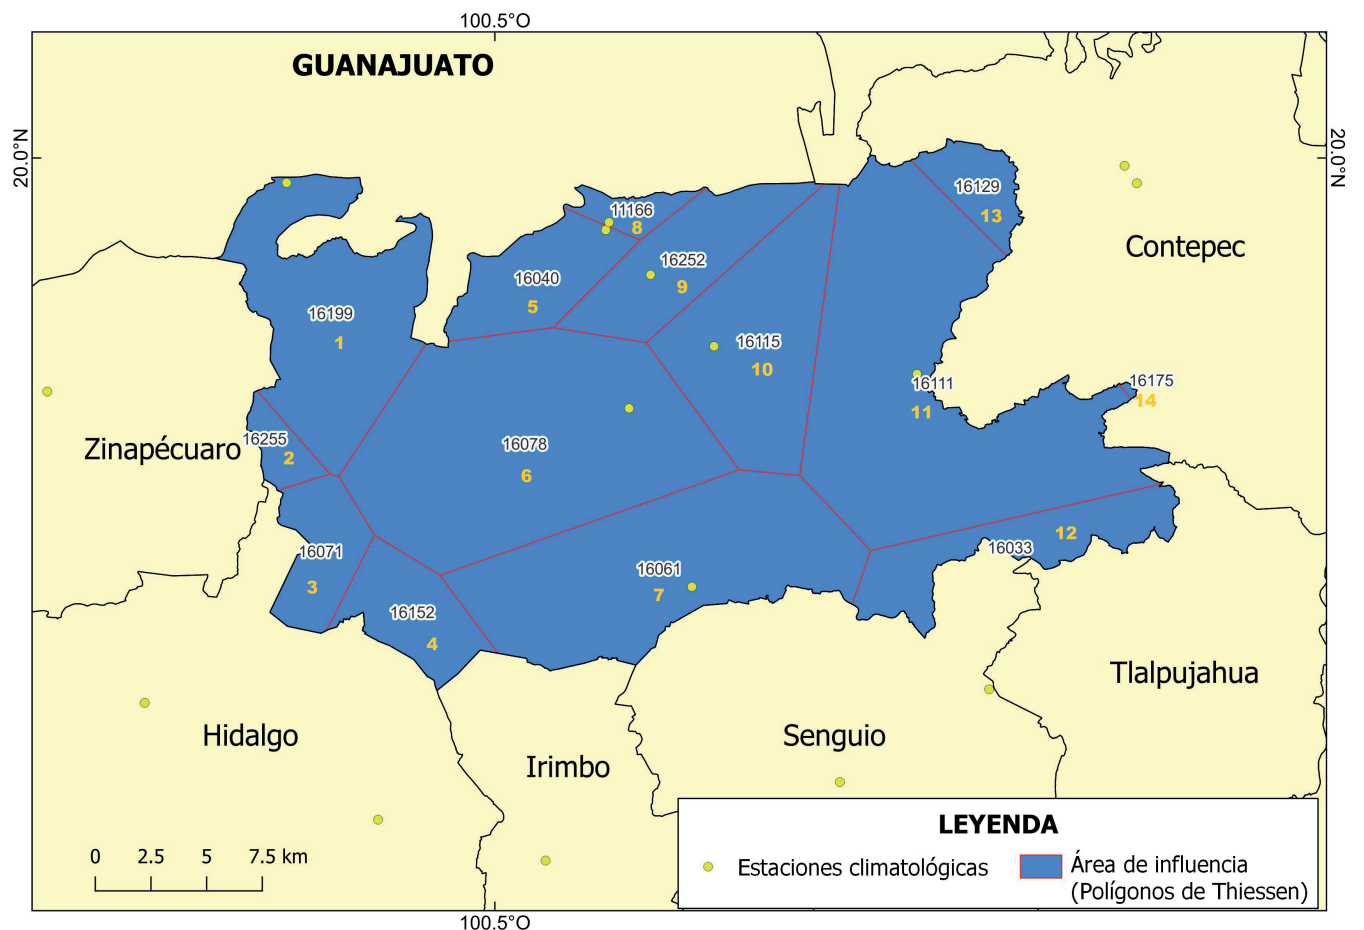 100.5°O
GUANAJUATO
20.0°N
20.0°N
16129
13
11166
8
Contepec
16252
9
16040
5
16199
1
16115
10
16111
11
16175
14
16255
2
Zinapécuaro
16078
6
12
16033
16071
3
16061
7
16152
4
Tlalpujahua
Hidalgo
Senguio
Irimbo
LEYENDA
Estaciones climatológicas
Área de influencia
(Polígonos de Thiessen)
0 2.5 5 7.5 km
100.5°O